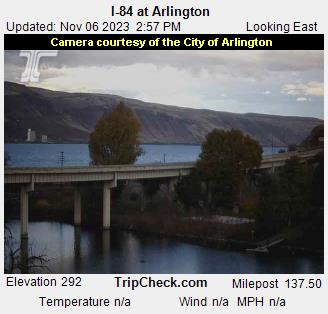 I-84 at Arlington
Updated: Nov 06 2023 2:57 PM Looking East
Camera courtesy of the City of Arlington
Elevation 292 TripCheck.com Milepost 137.50
Temperature n/a Wind n/a MPH n/a